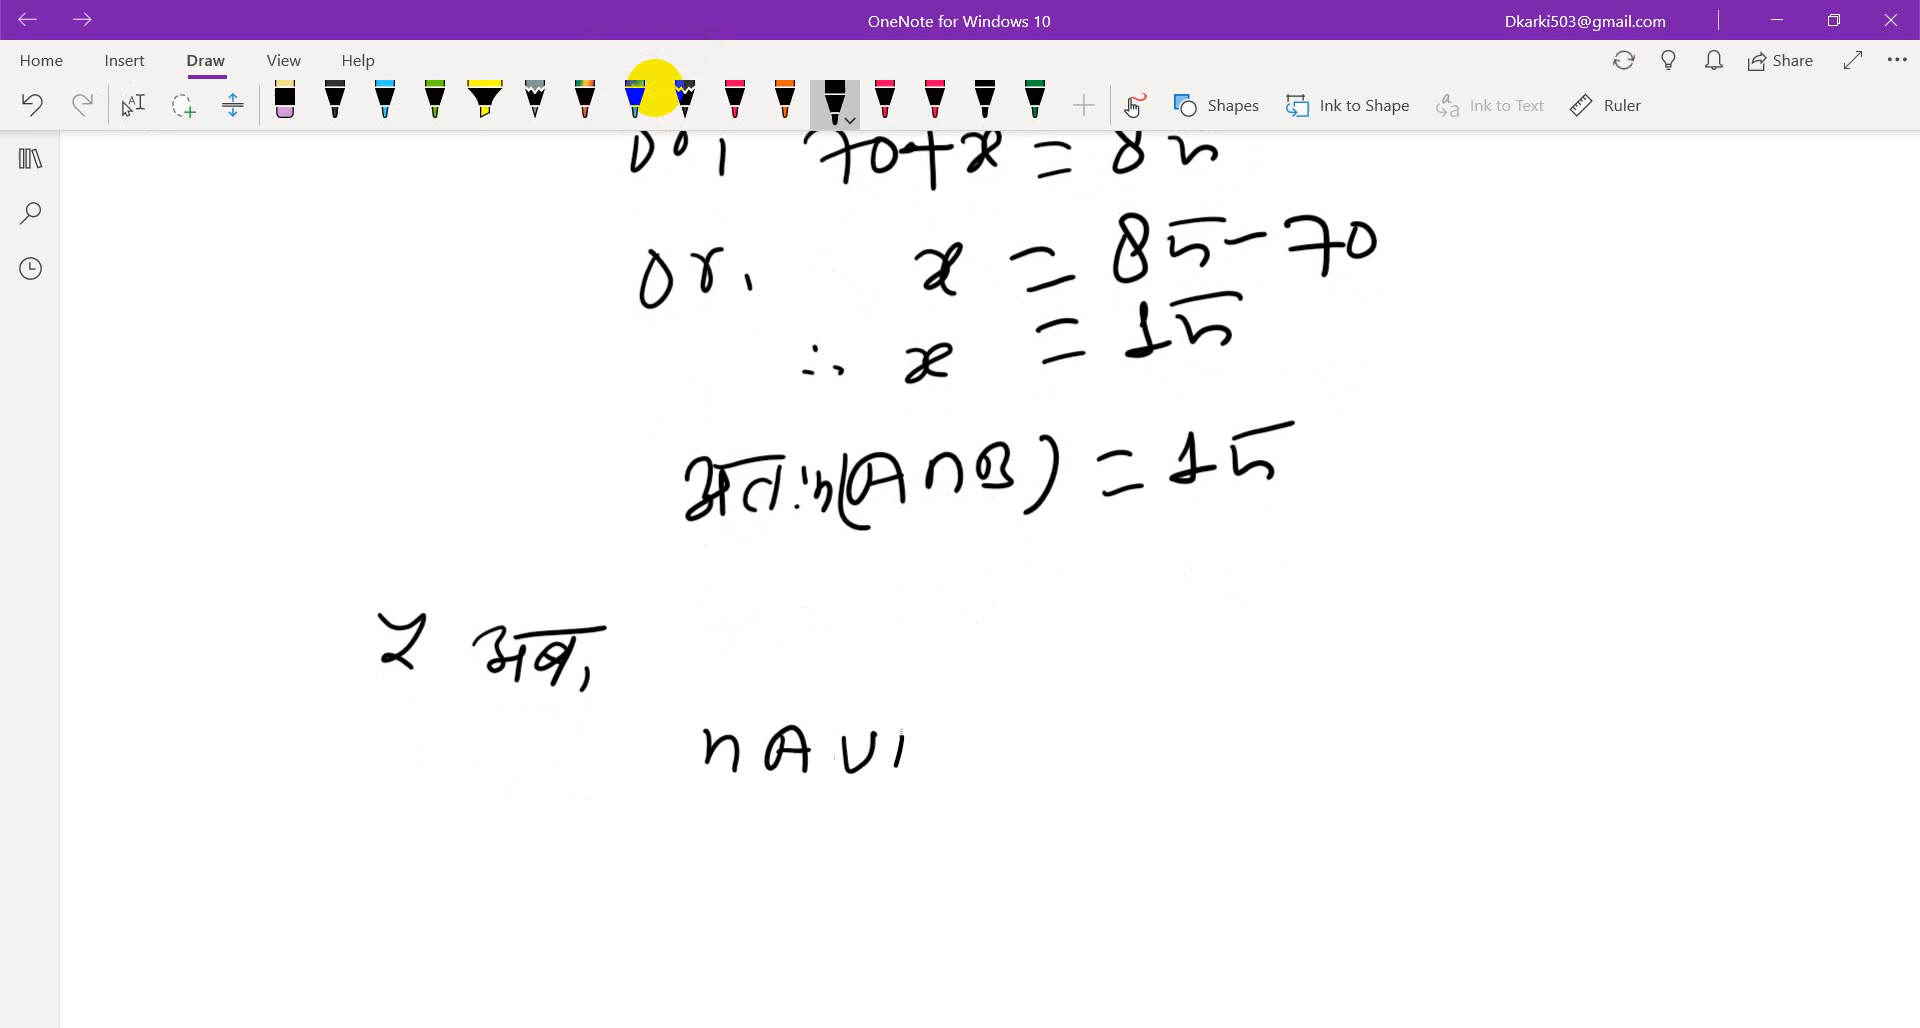 OneNote for Windows 10
Dkarki503@gmail.com
Home Insert Draw View Help
Share
Shapes Ink to Shape Ink to Text Ruler
or, 70+x = 85
or, x = 85-70
∴ x = 15
अतः n(A∩B) = 15
२ अब,
n A ∪